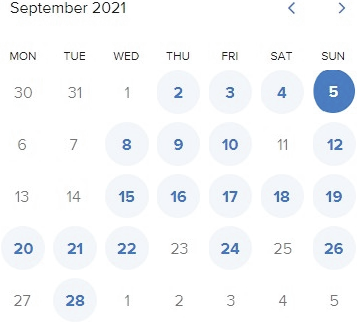 September 2021
MON TUE WED THU FRI SAT SUN
30 31 1 2 3 4 5
6 7 8 9 10 11 12
13 14 15 16 17 18 19
20 21 22 23 24 25 26
27 28 1 2 3 4 5